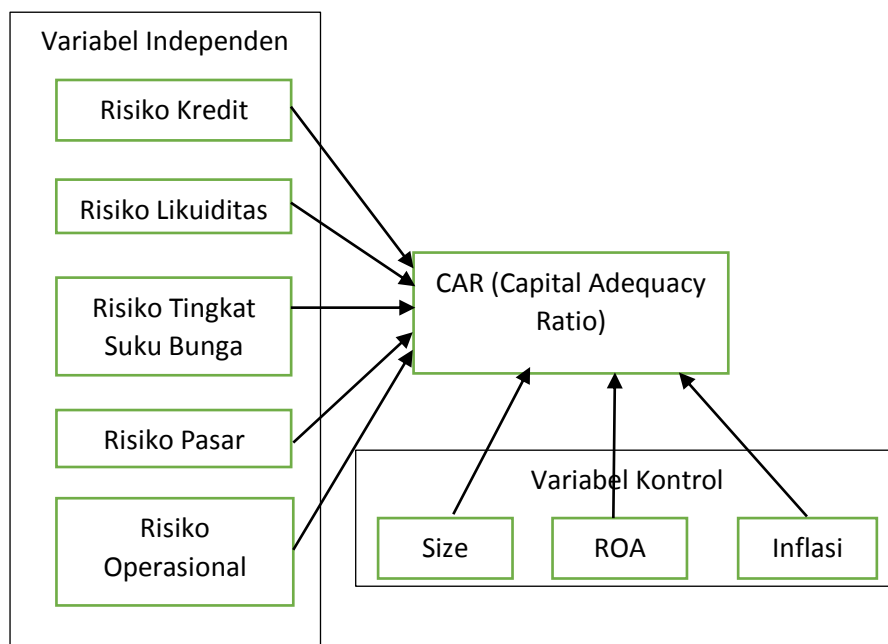 Variabel Independen
Risiko Kredit
Risiko Likuiditas
Risiko Tingkat
Suku Bunga
Risiko Pasar
Risiko
Operasional
CAR (Capital Adequacy
Ratio)
Variabel Kontrol
Size
ROA
Inflasi